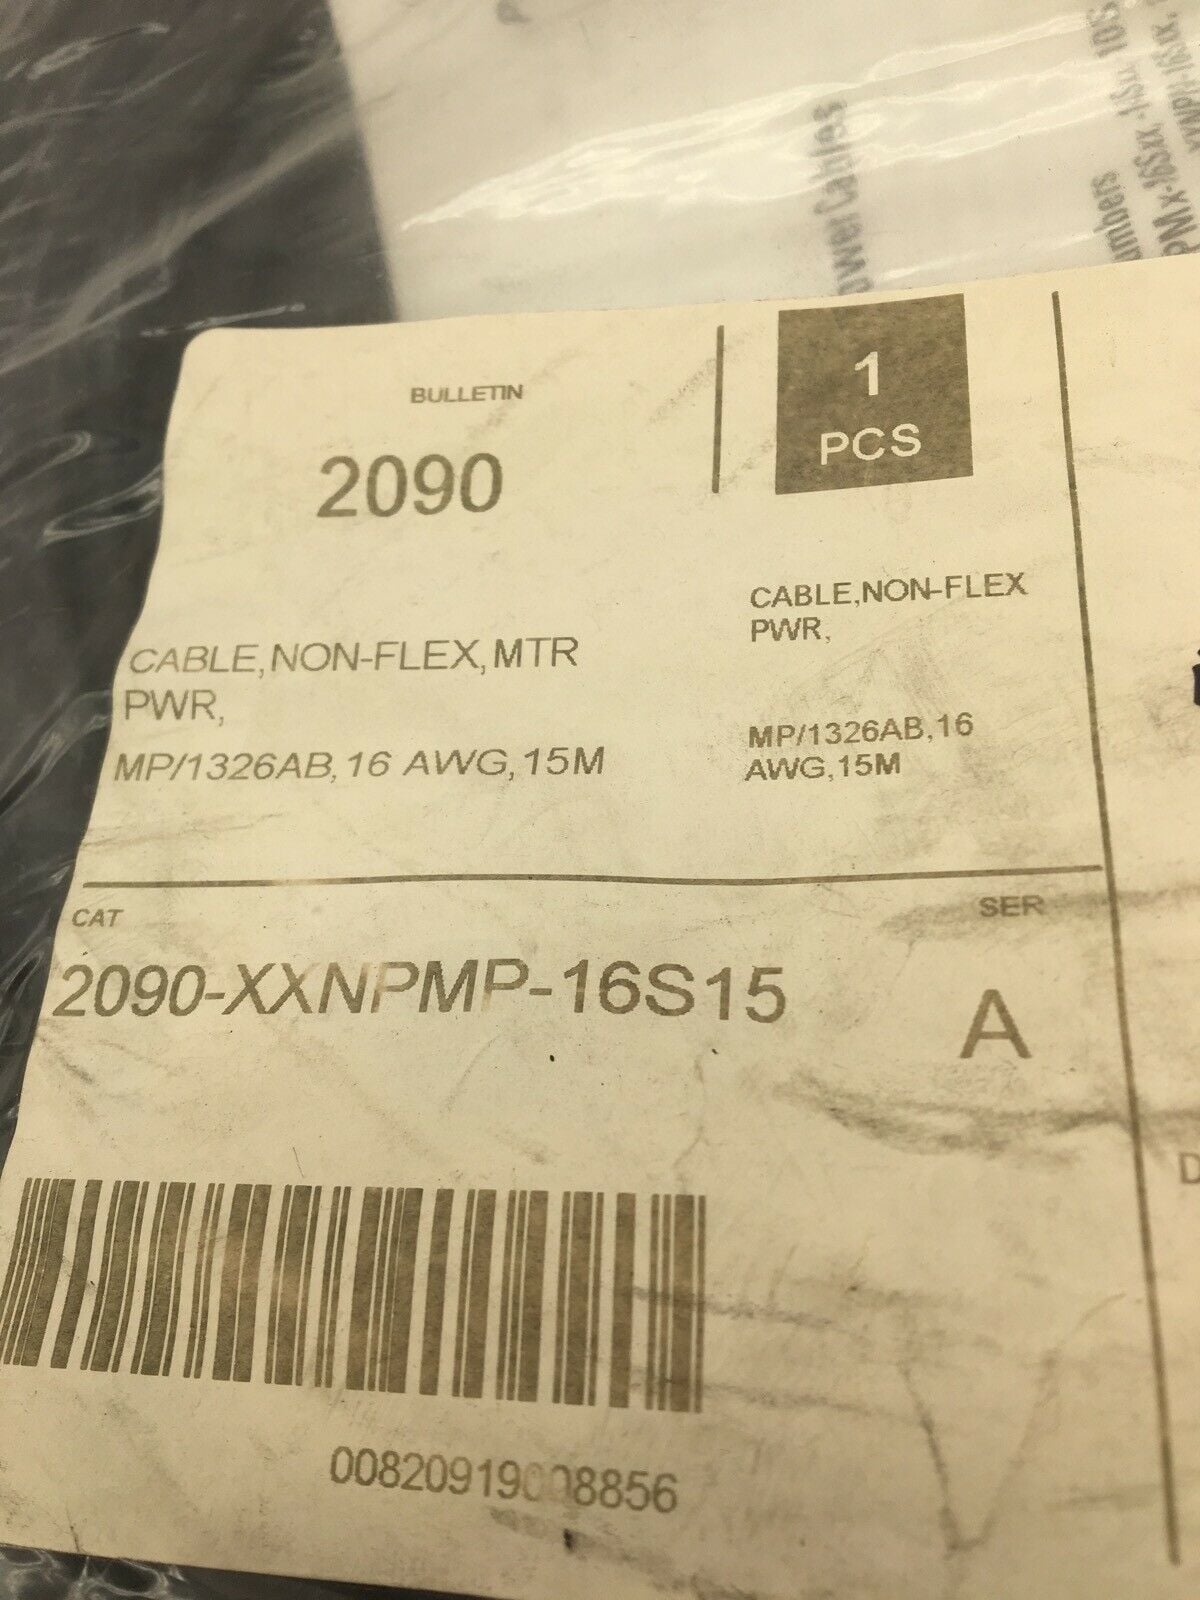 BULLETIN
2090
1
PCS
CABLE,NON-FLEX,MTR
PWR,
MP/1326AB,16 AWG,15M
CABLE,NON-FLEX
PWR,
MP/1326AB,16
AWG,15M
CAT
2090-XXNPMP-16S15
SER
A